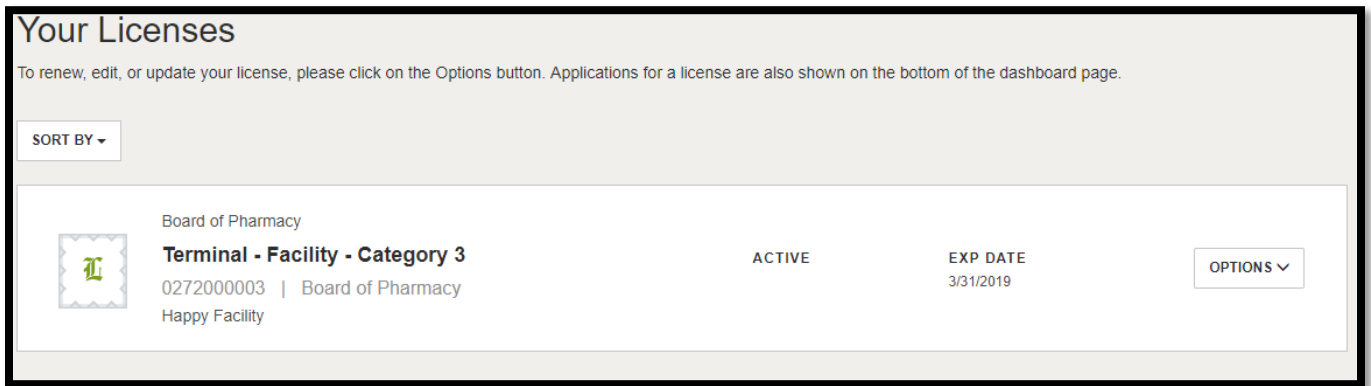 Your Licenses
To renew, edit, or update your license, please click on the Options button. Applications for a license are also shown on the bottom of the dashboard page.
SORT BY
Board of Pharmacy
L
Terminal - Facility - Category 3
ACTIVE
EXP DATE
OPTIONS
0272000003 | Board of Pharmacy
3/31/2019
Happy Facility